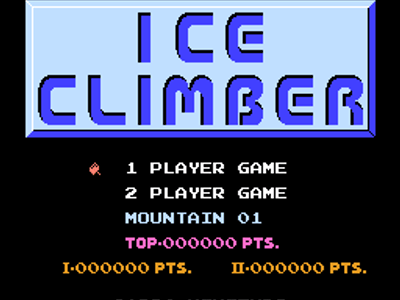 ICE
CLIMBER
1 PLAYER GAME
2 PLAYER GAME
MOUNTAIN 01
TOP·000000 PTS.
I·000000 PTS. II·000000 PTS.